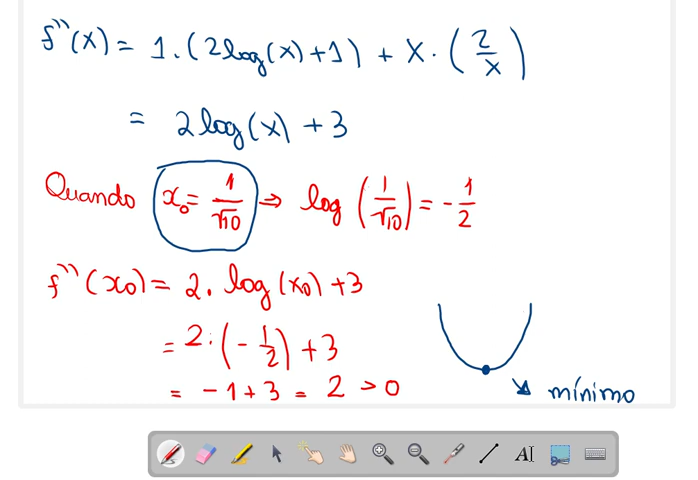 f''(x) = 1.(2log(x)+1) + x.(2/x)
= 2log(x) + 3
Quando x₀ = 1/√10 ⇒ log(1/√10) = -1/2
f''(x₀) = 2. log(x₀) + 3
= 2.(-1/2) + 3
= -1+3 = 2 > 0
mínimo
AI